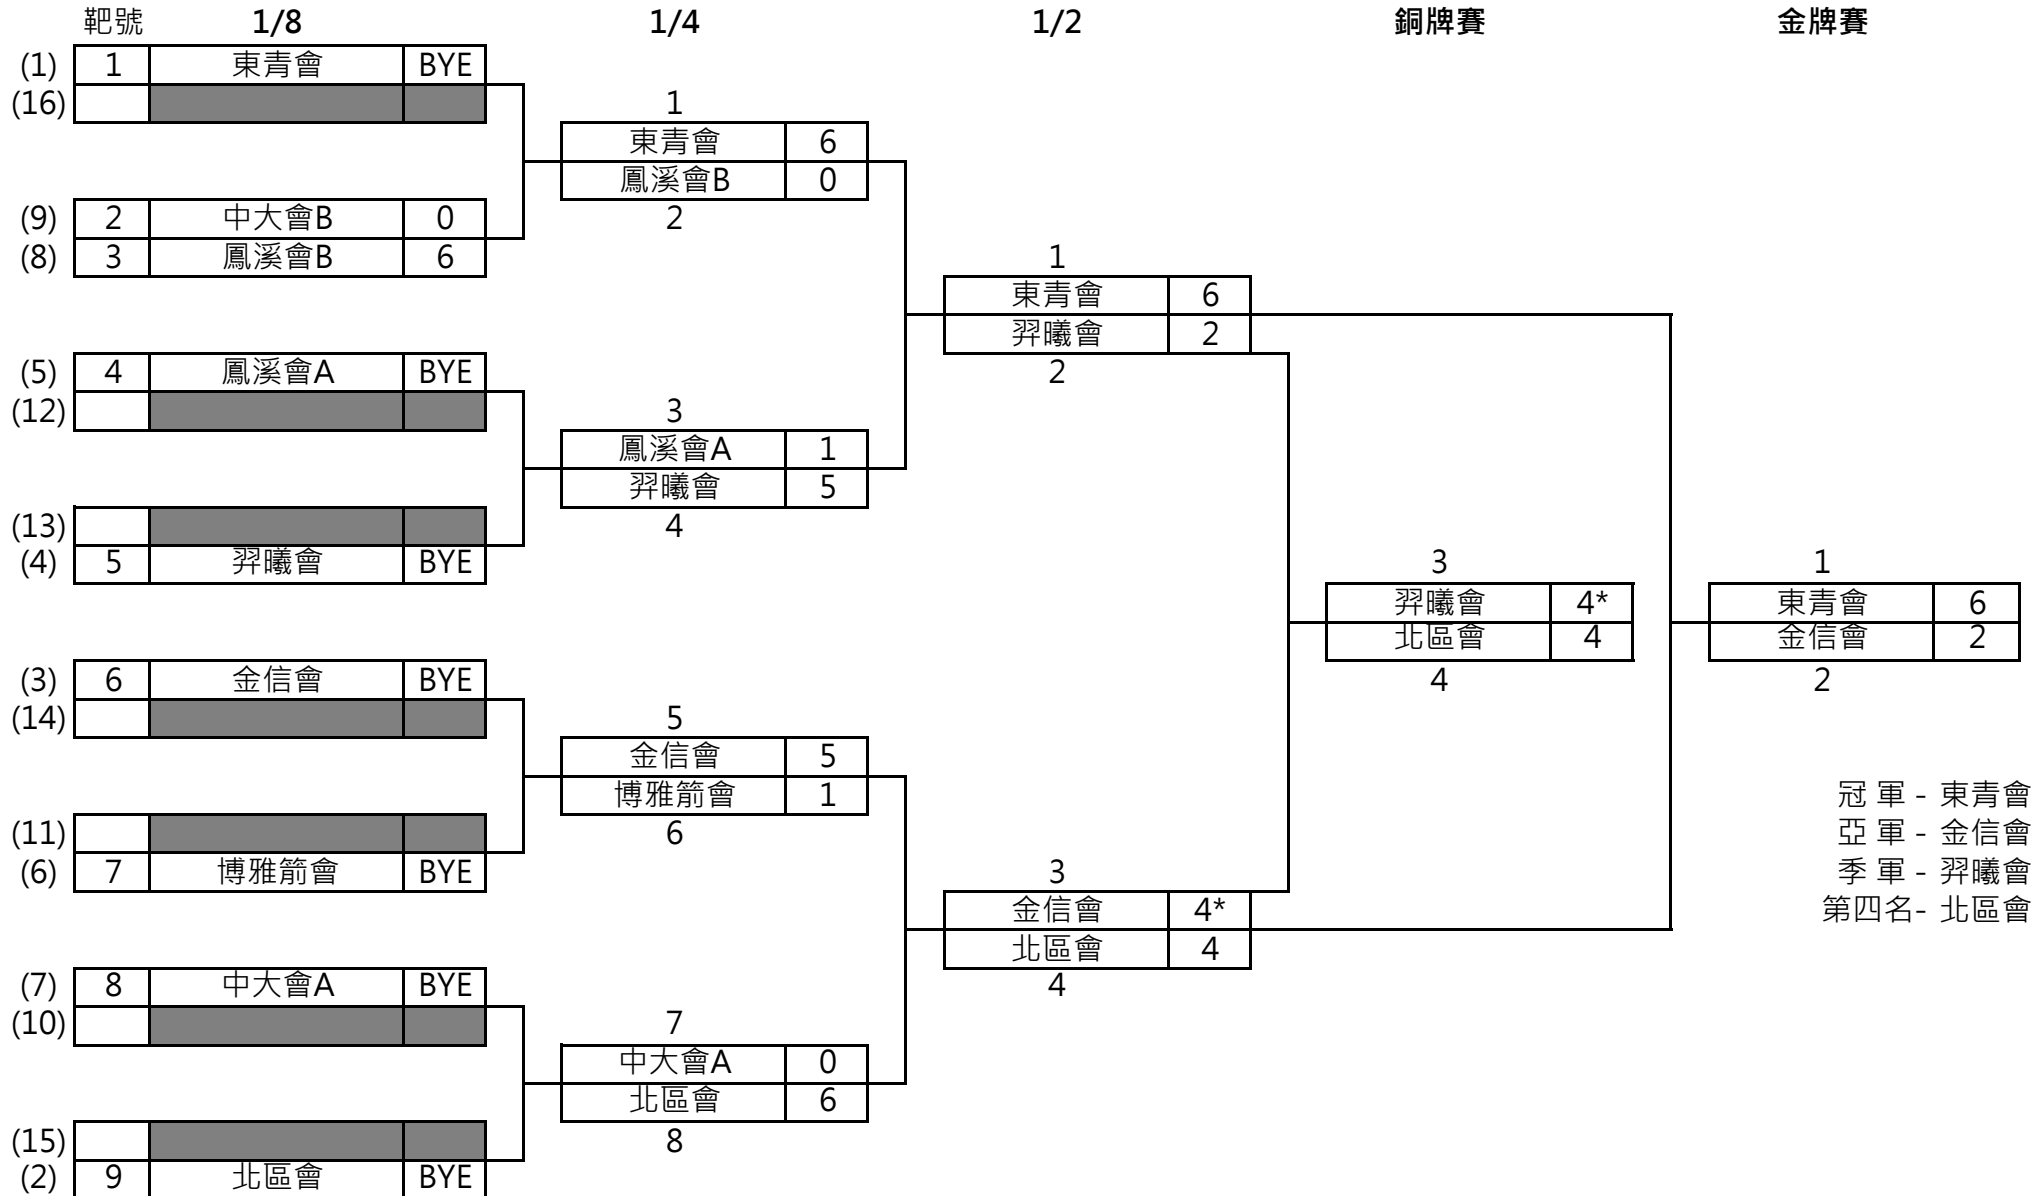 靶號 1/8 1/4 1/2 銅牌賽 金牌賽
(1) 1 東青會 BYE
(16) 1
東青會 6
鳳溪會B 0
(9) 2 中大會B 0 2
(8) 3 鳳溪會B 6 1
東青會 6
羿曦會 2
(5) 4 鳳溪會A BYE 2
(12) 3
鳳溪會A 1
羿曦會 5
(13) 4
(4) 5 羿曦會 BYE 3 1
羿曦會 4* 東青會 6
北區會 4 金信會 2
(3) 6 金信會 BYE 4 2
(14) 5
金信會 5
博雅箭會 1 冠 軍 - 東青會
(11) 6 亞 軍 - 金信會
(6) 7 博雅箭會 BYE 3 季 軍 - 羿曦會
金信會 4* 第四名- 北區會
北區會 4
(7) 8 中大會A BYE 4
(10) 7
中大會A 0
北區會 6
(15) 8
(2) 9 北區會 BYE